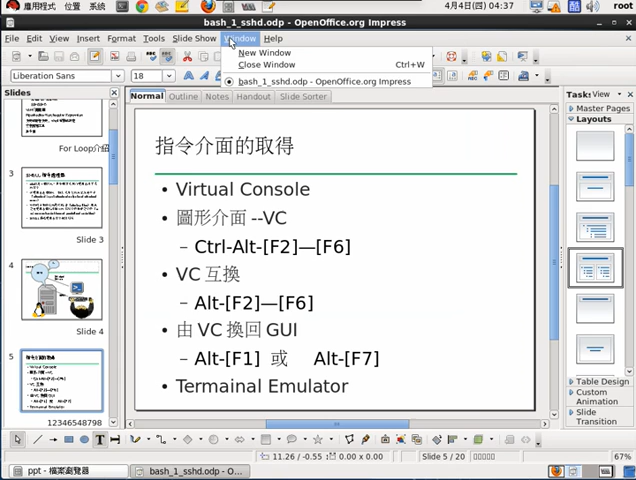 應用程式 位置 系統
4月4日 (日) 04:37
root
bash_1_sshd.odp - OpenOffice.org Impress
File Edit View Insert Format Tools Slide Show Window Help
New Window
Close Window Ctrl+W
bash_1_sshd.odp - OpenOffice.org Impress
Liberation Sans 18
Slides
Normal Outline Notes Handout Slide Sorter
Tasks View
Master Pages
Layouts
For Loop介紹
3
Slide 3
4
Slide 4
5
12346548798
指令介面的取得
• Virtual Console
• 圖形介面 --VC
– Ctrl-Alt-[F2]—[F6]
• VC 互換
– Alt-[F2]—[F6]
• 由 VC 換回 GUI
– Alt-[F1] 或 Alt-[F7]
• Termainal Emulator
Table Design
Custom
Animation
Slide
Transition
11.26 / -0.55 0.00 x 0.00 Slide 5 / 20 67%
ppt - 檔案瀏覽器
bash_1_sshd.odp - O...